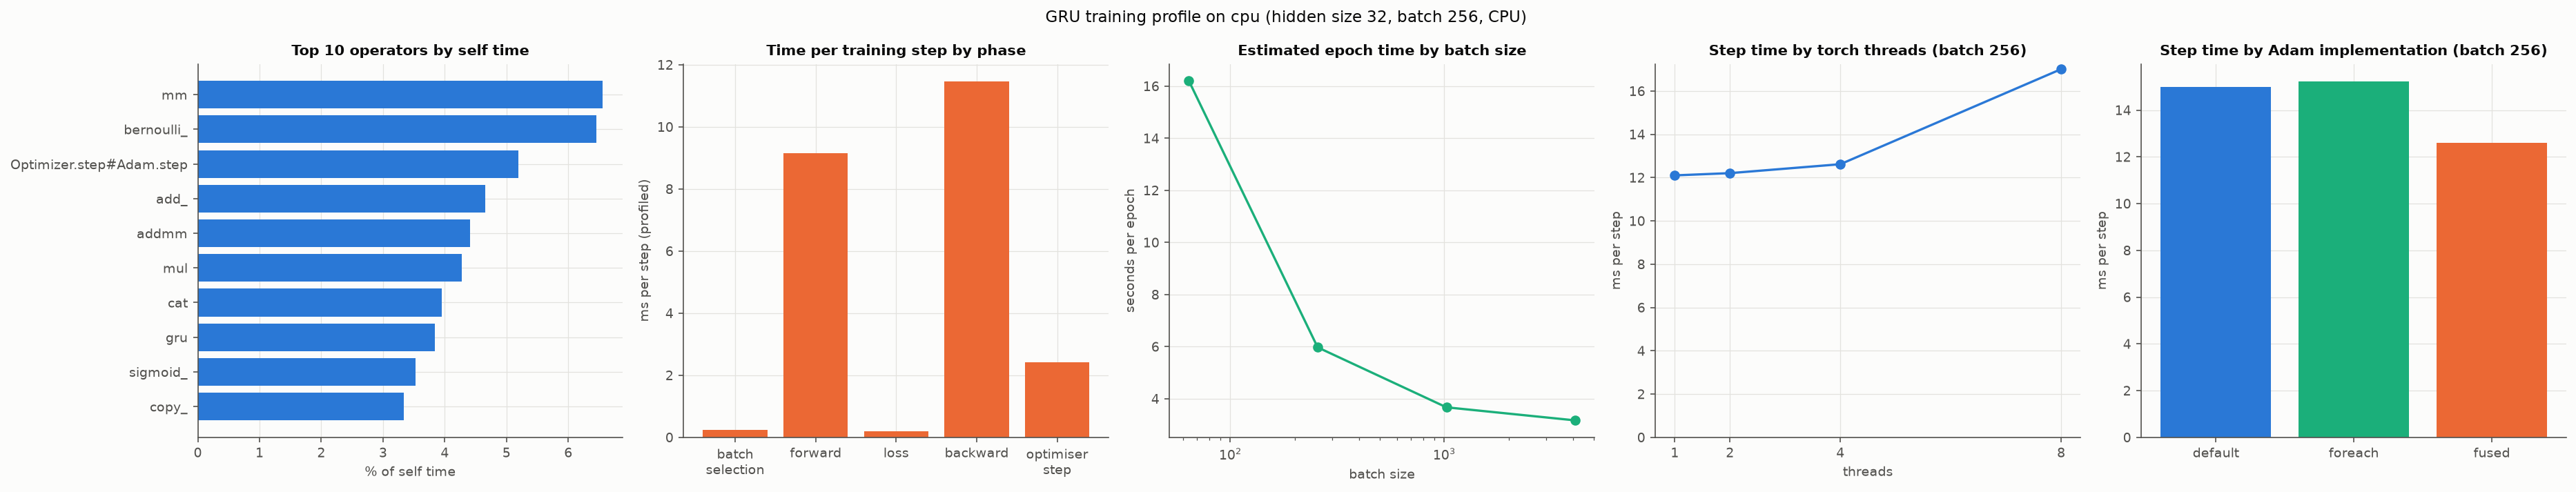 GRU training profile on cpu (hidden size 32, batch 256, CPU)
Top 10 operators by self time
mm
bernoulli_
Optimizer.step#Adam.step
add_
addmm
mul
cat
gru
sigmoid_
copy_
0 1 2 3 4 5 6
% of self time
Time per training step by phase
ms per step (profiled)
12
10
8
6
4
2
0
batch selection
forward
loss
backward
optimiser step
Estimated epoch time by batch size
seconds per epoch
16
14
12
10
8
6
4
10² 10³
batch size
Step time by torch threads (batch 256)
ms per step
16
14
12
10
8
6
4
2
0
1 2 4 8
threads
Step time by Adam implementation (batch 256)
ms per step
14
12
10
8
6
4
2
0
default foreach fused